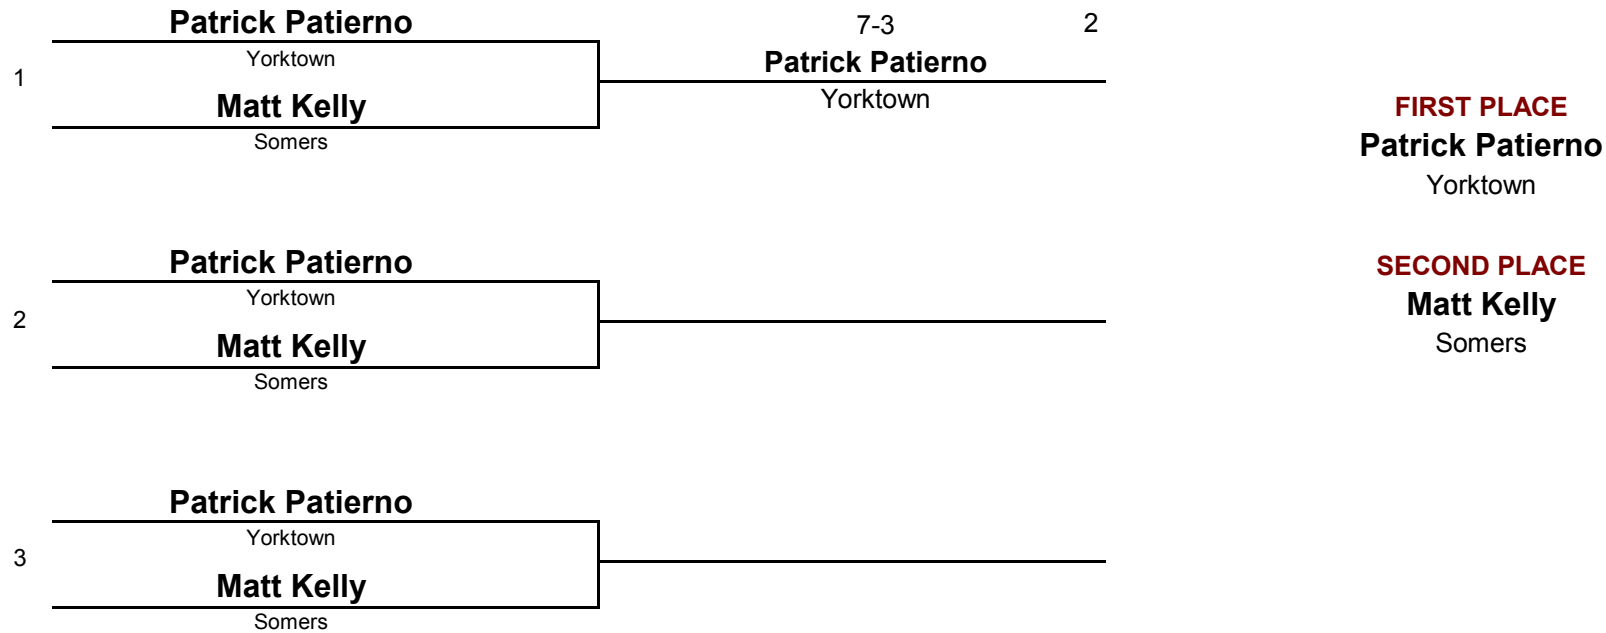 Patrick Patierno
Yorktown
1
Matt Kelly
Somers
7-3
2
Patrick Patierno
Yorktown
FIRST PLACE
Patrick Patierno
Yorktown
SECOND PLACE
Matt Kelly
Somers
Patrick Patierno
Yorktown
2
Matt Kelly
Somers
Patrick Patierno
Yorktown
3
Matt Kelly
Somers